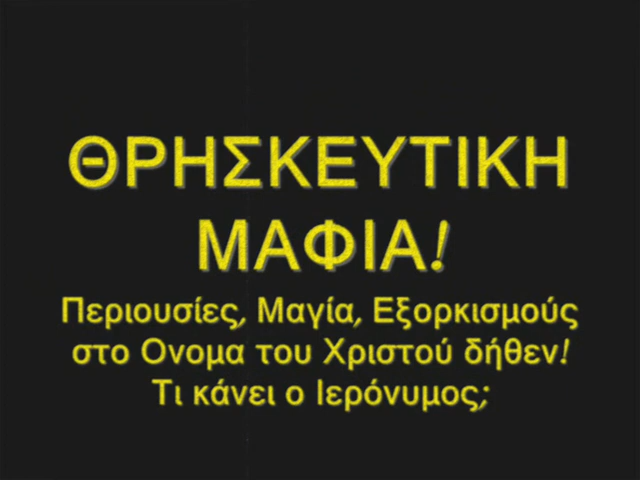 ΘΡΗΣΚΕΥΤΙΚΗ
ΜΑΦΙΑ!
Περιουσίες, Μαγία, Εξορκισμούς
στο Ονομα του Χριστού δήθεν!
Τι κάνει ο Ιερόνυμος;